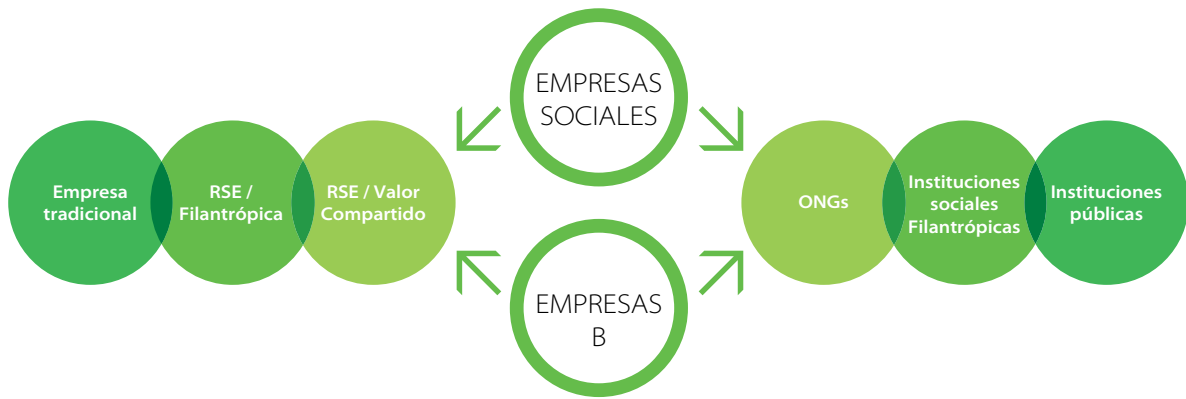 EMPRESAS
SOCIALES
Empresa
tradicional
RSE /
Filantrópica
RSE / Valor
Compartido
ONGs
Instituciones
sociales
Filantrópicas
Instituciones
públicas
EMPRESAS
B